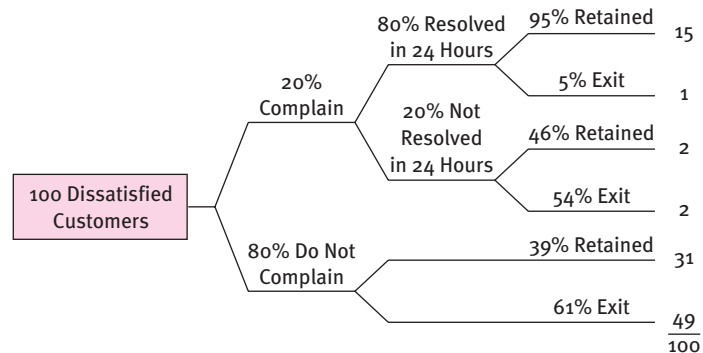 95% Retained
80% Resolved
in 24 Hours
15
5% Exit
1
20%
Complain
20% Not
Resolved
in 24 Hours
46% Retained
2
54% Exit
2
100 Dissatisfied
Customers
80% Do Not
Complain
39% Retained
31
61% Exit
49
100